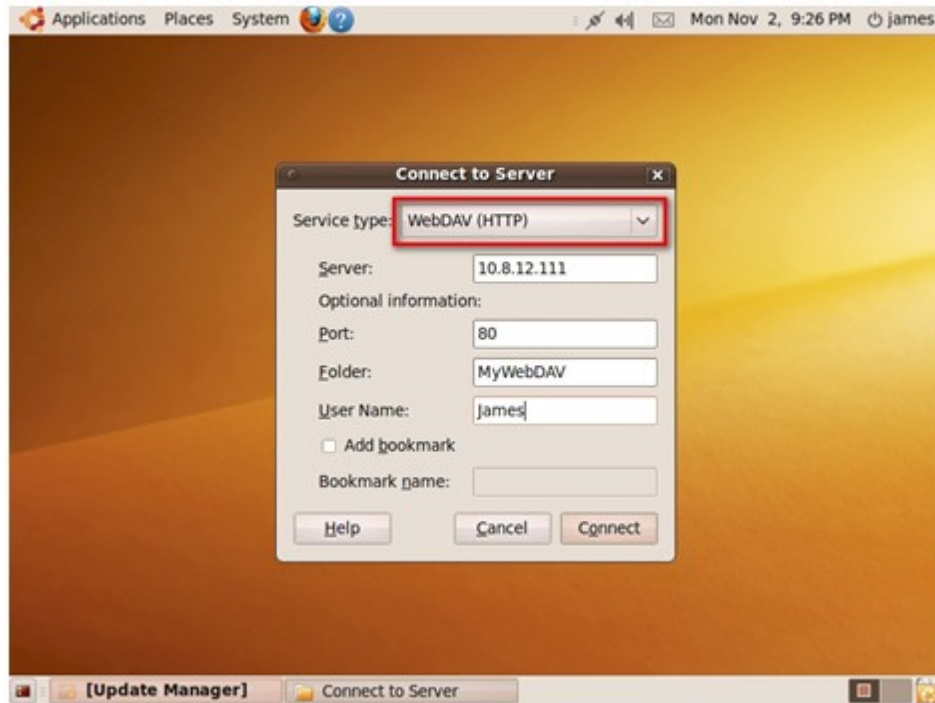 Applications Places System Mon Nov 2, 9:26 PM james
Connect to Server
Service type: WebDAV (HTTP)
Server: 10.8.12.111
Optional information:
Port: 80
Folder: MyWebDAV
User Name: James
Add bookmark
Bookmark name:
Help Cancel Connect
[Update Manager] Connect to Server